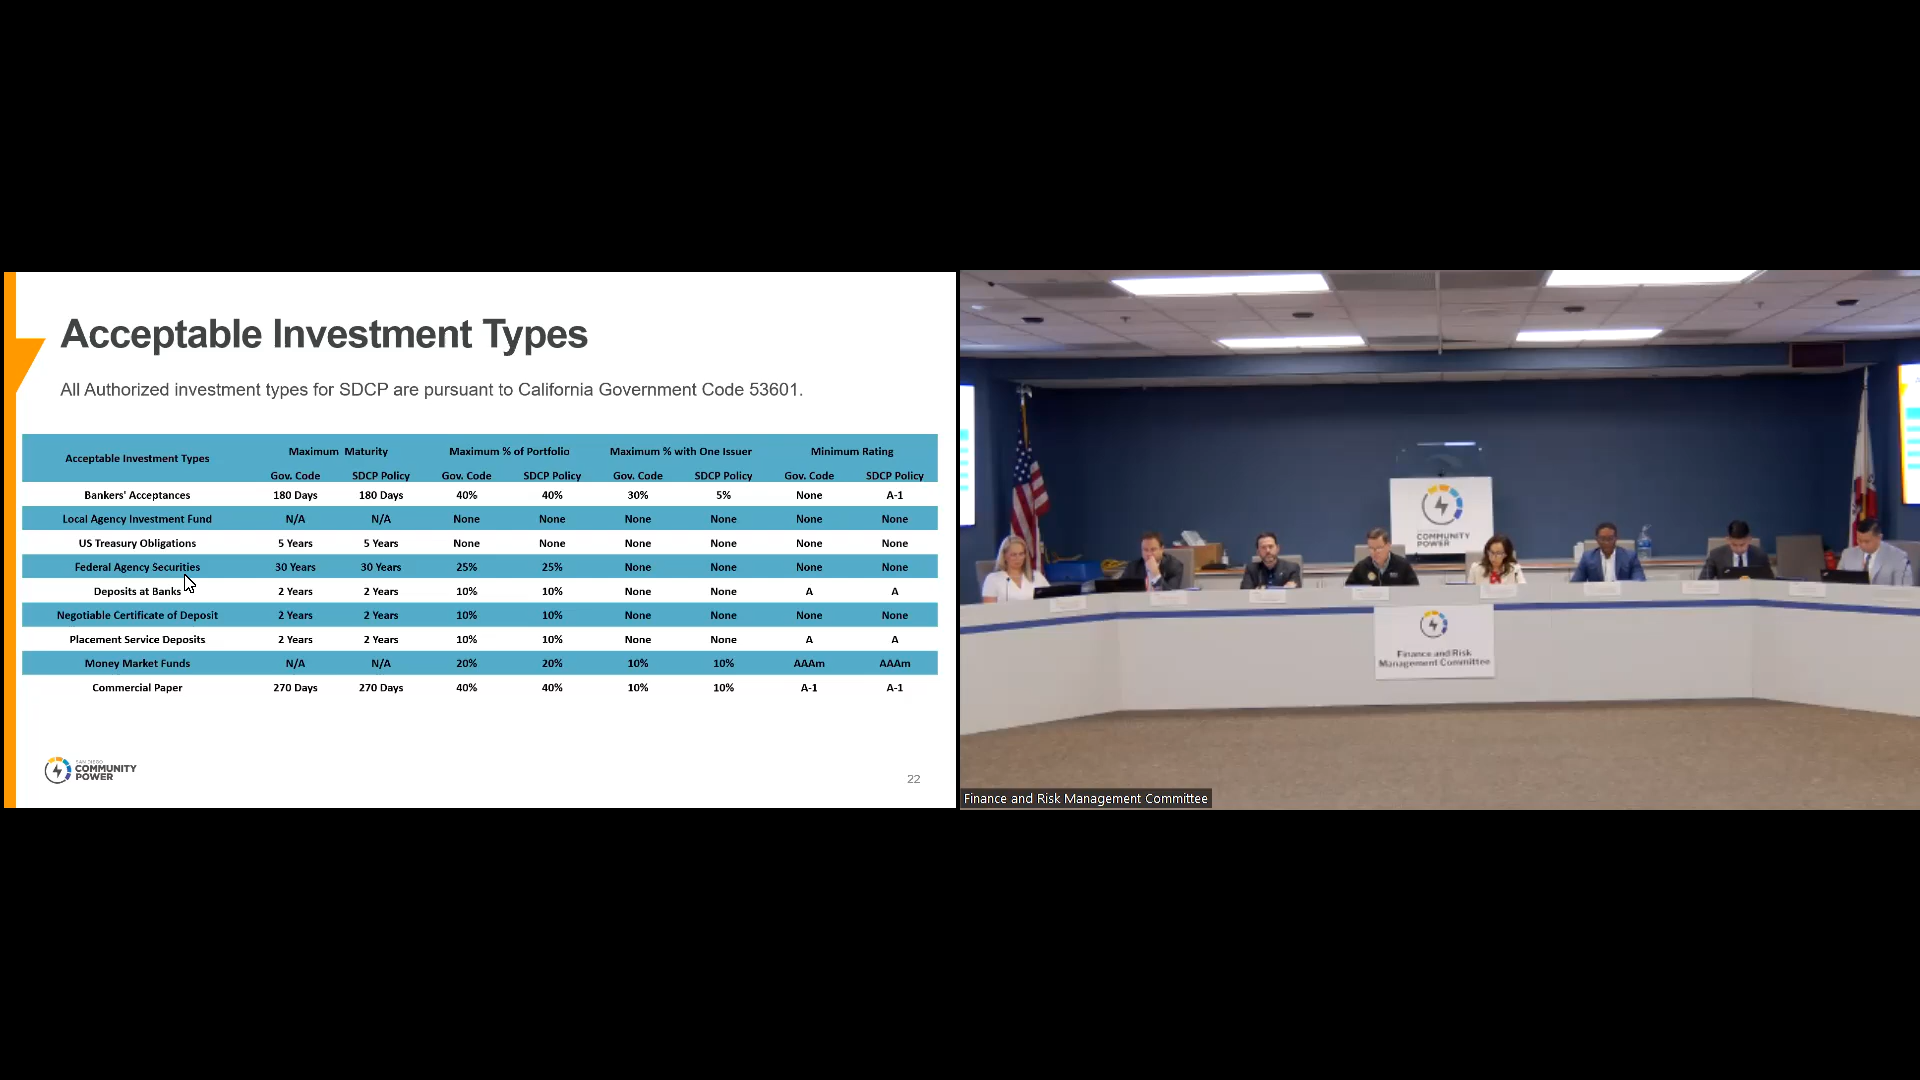 Acceptable Investment Types
All Authorized investment types for SDCP are pursuant to California Government Code 53601.
Acceptable Investment Types Maximum Maturity Maximum % of Portfolio Maximum % with One Issuer Minimum Rating
Gov. Code SDCP Policy Gov. Code SDCP Policy Gov. Code SDCP Policy Gov. Code SDCP Policy
Bankers' Acceptances 180 Days 180 Days 40% 40% 30% 5% None A-1
Local Agency Investment Fund N/A N/A None None None None None None
US Treasury Obligations 5 Years 5 Years None None None None None None
Federal Agency Securities 30 Years 30 Years 25% 25% None None None None
Deposits at Banks 2 Years 2 Years 10% 10% None None A A
Negotiable Certificate of Deposit 2 Years 2 Years 10% 10% None None None None
Placement Service Deposits 2 Years 2 Years 10% 10% None None A A
Money Market Funds N/A N/A 20% 20% 10% 10% AAAm AAAm
Commercial Paper 270 Days 270 Days 40% 40% 10% 10% A-1 A-1
SAN DIEGO
COMMUNITY
POWER
22
COMMUNITY
POWER
Finance and Risk
Management Committee
Finance and Risk Management Committee